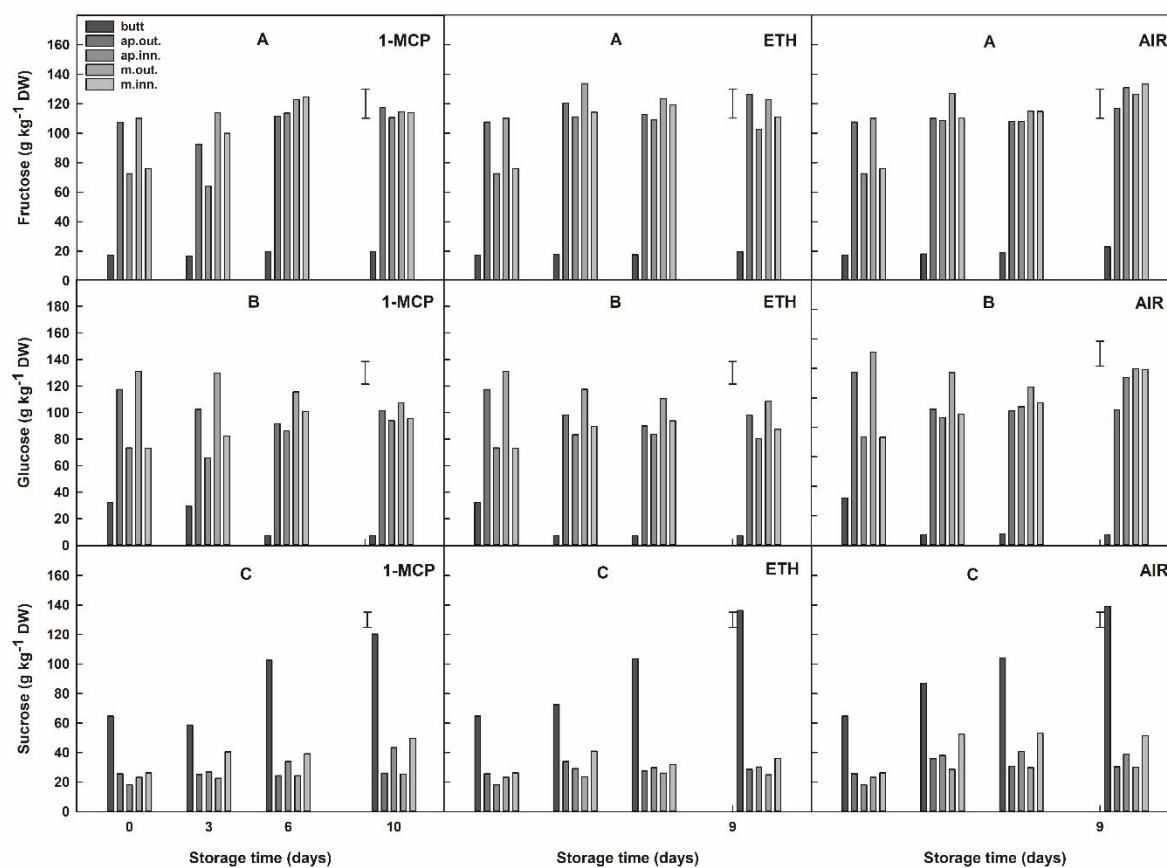 butt
ap.out.
ap.inn.
m.out.
m.inn.
A
1-MCP
A
ETH
A
AIR
Fructose (g kg⁻¹ DW)
160
140
120
100
80
60
40
20
0
B
1-MCP
B
ETH
B
AIR
Glucose (g kg⁻¹ DW)
180
160
140
120
100
80
60
40
20
0
C
1-MCP
C
ETH
C
AIR
Sucrose (g kg⁻¹ DW)
160
140
120
100
80
60
40
20
0
0 3 6 10
9
9
Storage time (days)
Storage time (days)
Storage time (days)